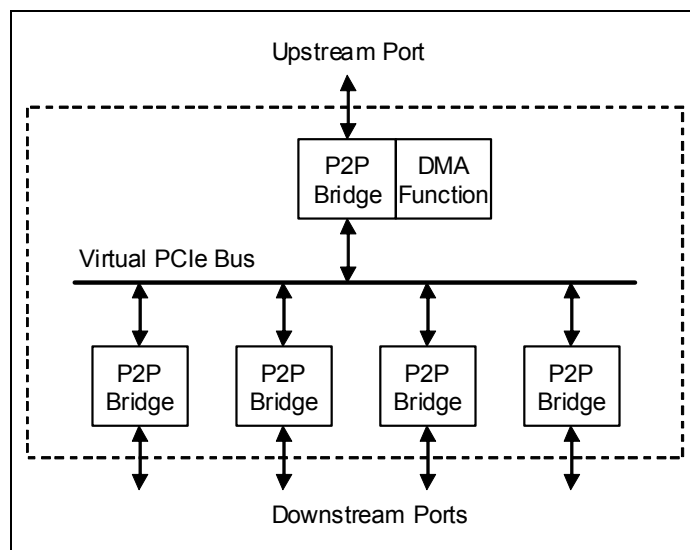 Upstream Port
P2P DMA
Bridge Function
Virtual PCIe Bus
P2P P2P P2P P2P
Bridge Bridge Bridge Bridge
Downstream Ports